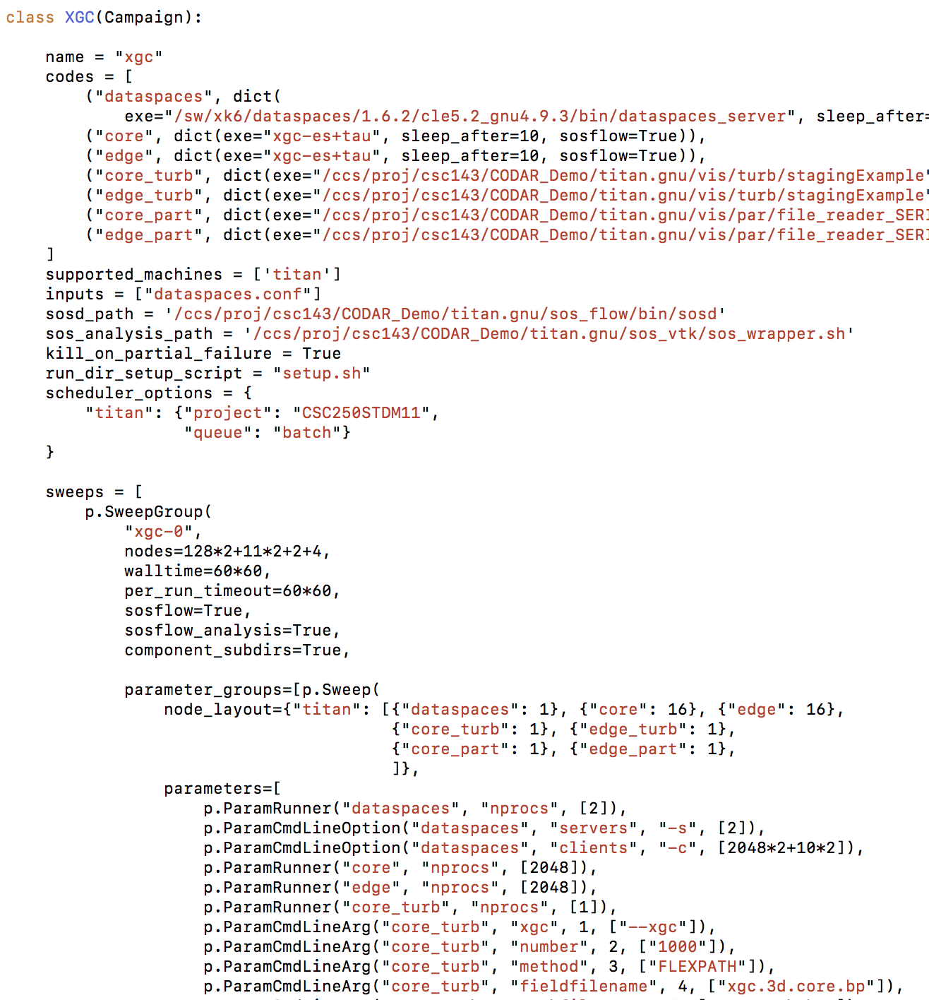 class XGC(Campaign):
    name = "xgc"
    codes = [
        ("dataspaces", dict(
            exe="/sw/xk6/dataspaces/1.6.2/cle5.2_gnu4.9.3/bin/dataspaces_server", sleep_after=
        ("core", dict(exe="xgc-es+tau", sleep_after=10, sosflow=True)),
        ("edge", dict(exe="xgc-es+tau", sleep_after=10, sosflow=True)),
        ("core_turb", dict(exe="/ccs/proj/csc143/CODAR_Demo/titan.gnu/vis/turb/stagingExample"
        ("edge_turb", dict(exe="/ccs/proj/csc143/CODAR_Demo/titan.gnu/vis/turb/stagingExample"
        ("core_part", dict(exe="/ccs/proj/csc143/CODAR_Demo/titan.gnu/vis/par/file_reader_SERI
        ("edge_part", dict(exe="/ccs/proj/csc143/CODAR_Demo/titan.gnu/vis/par/file_reader_SERI
    ]
    supported_machines = ['titan']
    inputs = ["dataspaces.conf"]
    sosd_path = '/ccs/proj/csc143/CODAR_Demo/titan.gnu/sos_flow/bin/sosd'
    sos_analysis_path = '/ccs/proj/csc143/CODAR_Demo/titan.gnu/sos_vtk/sos_wrapper.sh'
    kill_on_partial_failure = True
    run_dir_setup_script = "setup.sh"
    scheduler_options = {
        "titan": {"project": "CSC250STDM11",
                  "queue": "batch"}
    }
    sweeps = [
        p.SweepGroup(
            "xgc-0",
            nodes=128*2+11*2+2+4,
            walltime=60*60,
            per_run_timeout=60*60,
            sosflow=True,
            sosflow_analysis=True,
            component_subdirs=True,
            parameter_groups=[p.Sweep(
                node_layout={"titan": [{"dataspaces": 1}, {"core": 16}, {"edge": 16},
                                       {"core_turb": 1}, {"edge_turb": 1},
                                       {"core_part": 1}, {"edge_part": 1},
                                       ]},
                parameters=[
                    p.ParamRunner("dataspaces", "nprocs", [2]),
                    p.ParamCmdLineOption("dataspaces", "servers", "-s", [2]),
                    p.ParamCmdLineOption("dataspaces", "clients", "-c", [2048*2+10*2]),
                    p.ParamRunner("core", "nprocs", [2048]),
                    p.ParamRunner("edge", "nprocs", [2048]),
                    p.ParamRunner("core_turb", "nprocs", [1]),
                    p.ParamCmdLineArg("core_turb", "xgc", 1, ["--xgc"]),
                    p.ParamCmdLineArg("core_turb", "number", 2, ["1000"]),
                    p.ParamCmdLineArg("core_turb", "method", 3, ["FLEXPATH"]),
                    p.ParamCmdLineArg("core_turb", "fieldfilename", 4, ["xgc.3d.core.bp"]),